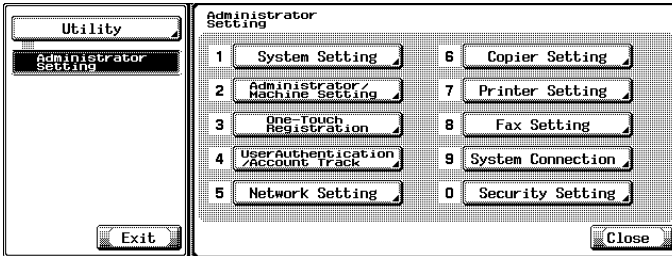 Utility
Administrator
Setting
Exit
Administrator
Setting
1 System Setting
2 Administrator/
Machine Setting
3 One-Touch
Registration
4 UserAuthentication
/Account Track
5 Network Setting
6 Copier Setting
7 Printer Setting
8 Fax Setting
9 System Connection
0 Security Setting
Close